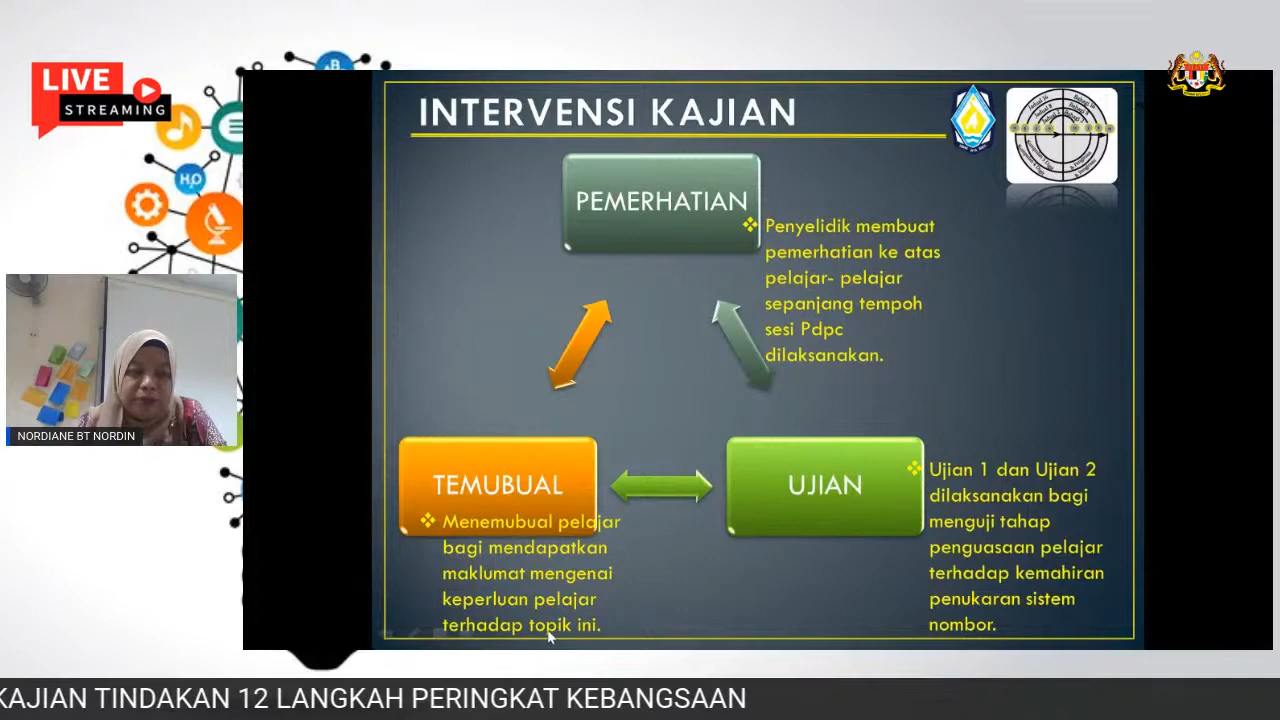 LIVE
STREAMING
INTERVENSI KAJIAN
PEMERHATIAN
❖ Penyelidik membuat
pemerhatian ke atas
pelajar- pelajar
sepanjang tempoh
sesi Pdpc
dilaksanakan.
TEMUBUAL
❖ Menemubual pelajar
bagi mendapatkan
maklumat mengenai
keperluan pelajar
terhadap topik ini.
UJIAN
❖ Ujian 1 dan Ujian 2
dilaksanakan bagi
menguji tahap
penguasaan pelajar
terhadap kemahiran
penukaran sistem
nombor.
B
H₂O
NORDIANE BT NORDIN
KAJIAN TINDAKAN 12 LANGKAH PERINGKAT KEBANGSAAN